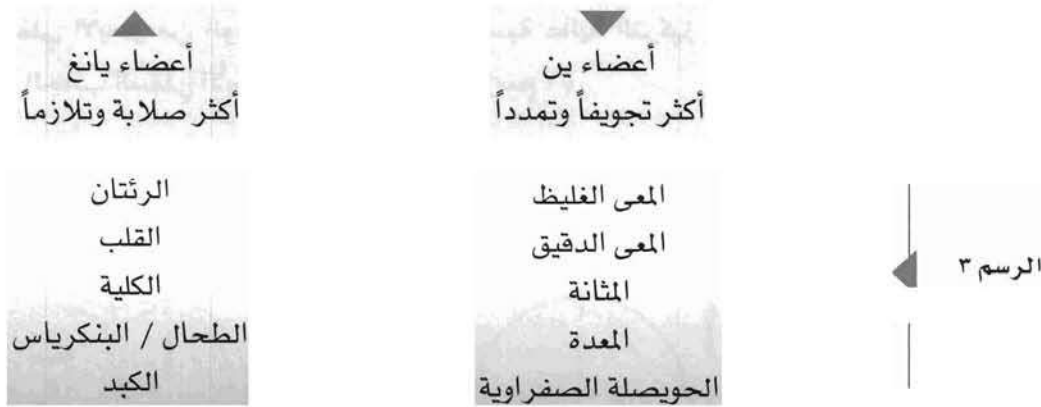 الرسم ٣
أعضاء ين
أكثر تجويفاً وتمدداً
المعى الغليظ
المعى الدقيق
المثانة
المعدة
الحويصلة الصفراوية
أعضاء يانغ
أكثر صلابة وتلازماً
الرئتان
القلب
الكلية
الطحال / البنكرياس
الكبد